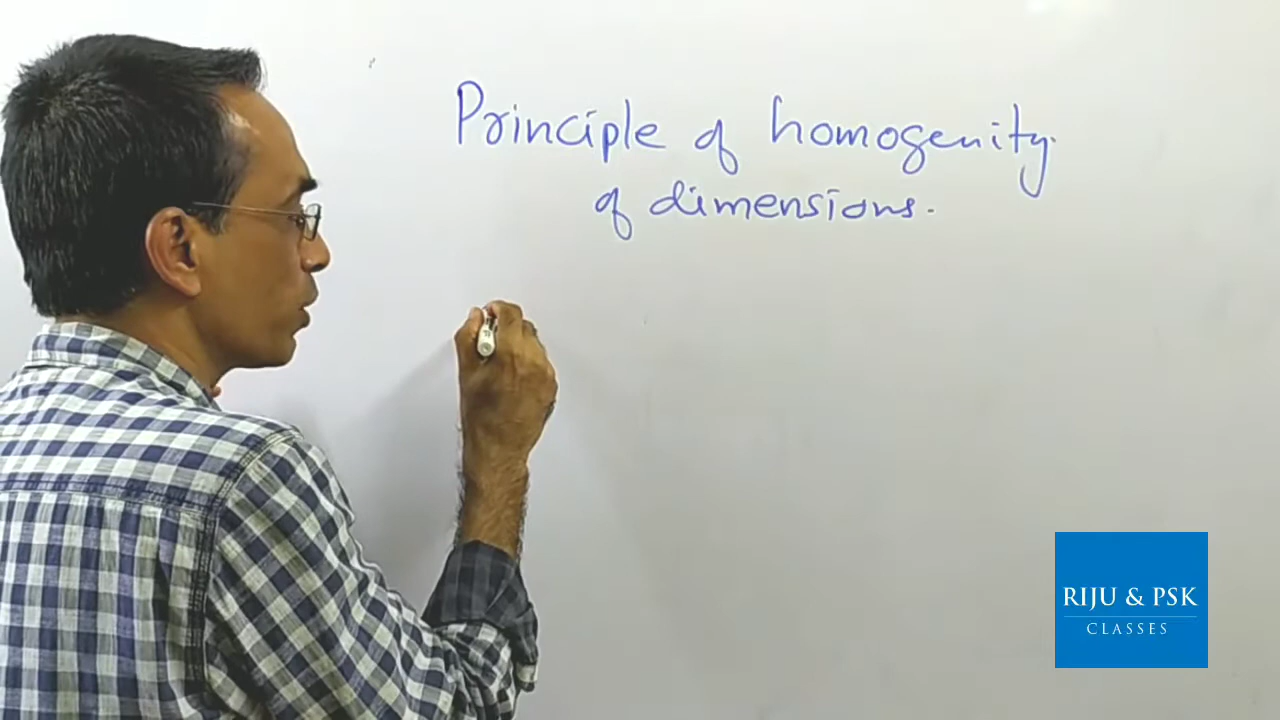 Principle of homogenity
of dimensions.
RIJU & PSK
CLASSES